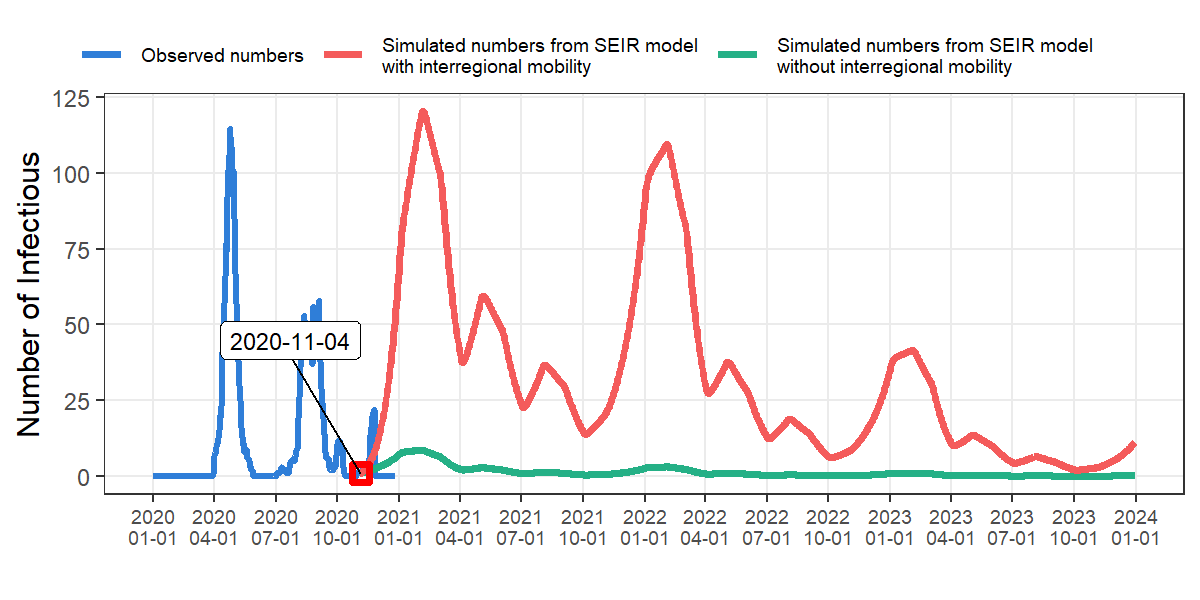 Observed numbers
Simulated numbers from SEIR model
with interregional mobility
Simulated numbers from SEIR model
without interregional mobility
Number of Infectious
125
100
75
50
25
0
2020-11-04
2020 2020 2020 2020 2021 2021 2021 2021 2022 2022 2022 2022 2023 2023 2023 2023 2024
01-01 04-01 07-01 10-01 01-01 04-01 07-01 10-01 01-01 04-01 07-01 10-01 01-01 04-01 07-01 10-01 01-01